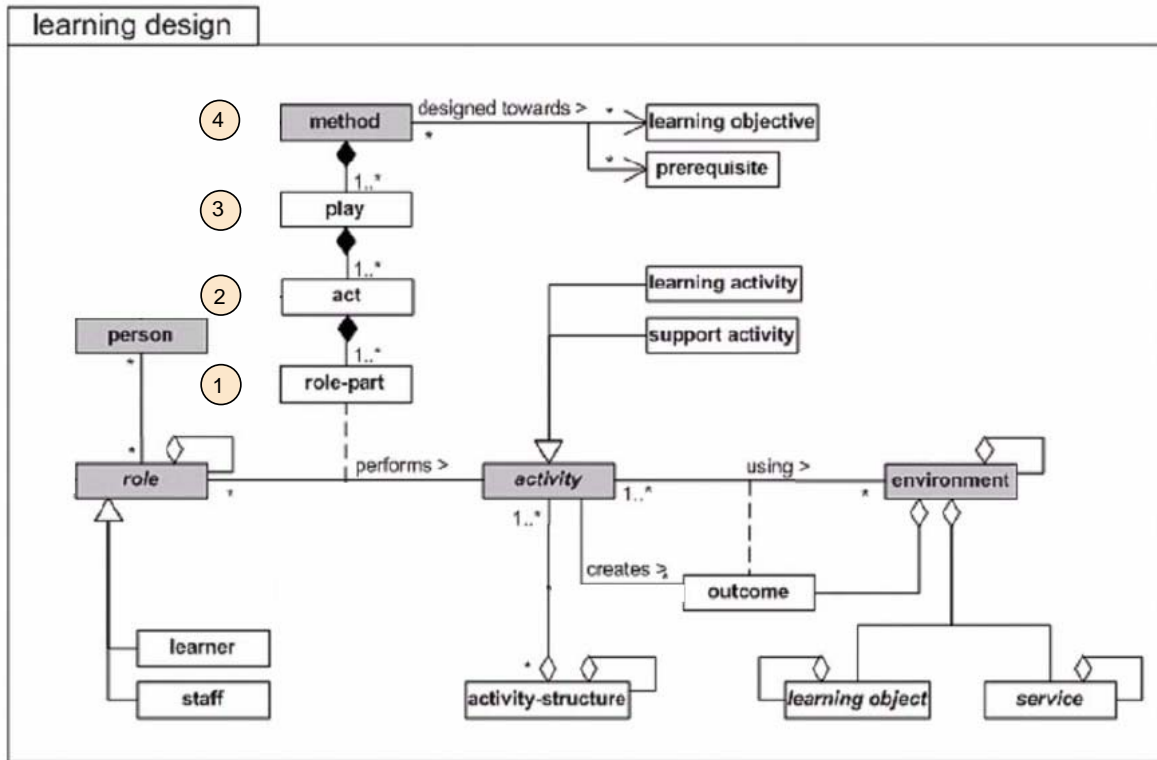 learning design
4
method
designed towards >
*
*
learning objective
*
prerequisite
1..*
3
play
1..*
2
act
learning activity
support activity
person
*
1..*
1
role-part
*
role
*
performes >
activity
1..*
using >
*
environment
1..*
creates >
*
outcome
learner
staff
*
activity-structure
learning object
service